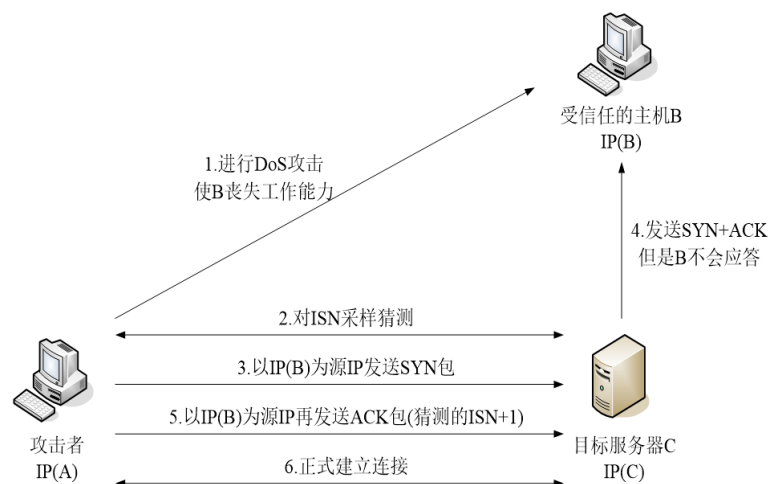 受信任的主机B
IP(B)
1.进行DoS攻击
使B丧失工作能力
4.发送SYN+ACK
但是B不会应答
2.对ISN采样猜测
3.以IP(B)为源IP发送SYN包
5.以IP(B)为源IP再发送ACK包(猜测的ISN+1)
攻击者
IP(A)
目标服务器C
IP(C)
6.正式建立连接